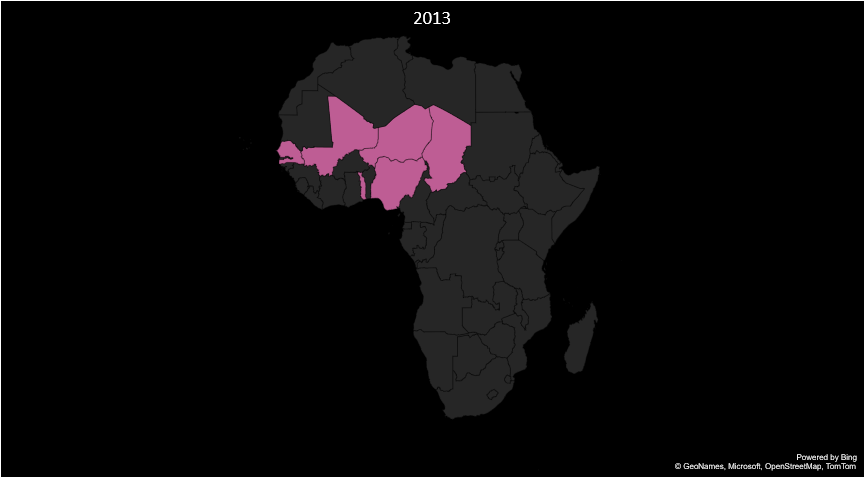 2013
Powered by Bing
© GeoNames, Microsoft, OpenStreetMap, TomTom